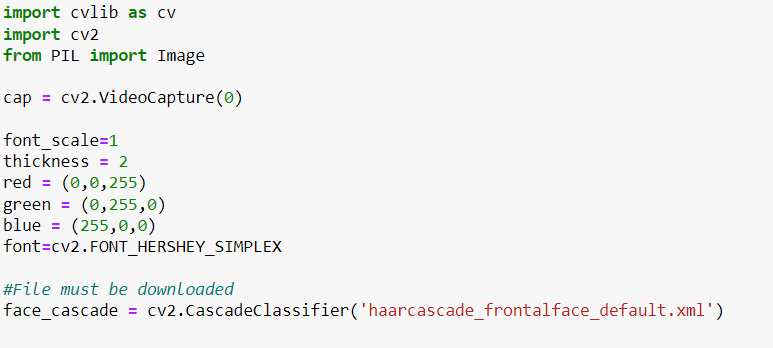 import cvlib as cv
import cv2
from PIL import Image
cap = cv2.VideoCapture(0)
font_scale=1
thickness = 2
red = (0,0,255)
green = (0,255,0)
blue = (255,0,0)
font=cv2.FONT_HERSHEY_SIMPLEX
#File must be downloaded
face_cascade = cv2.CascadeClassifier('haarcascade_frontalface_default.xml')